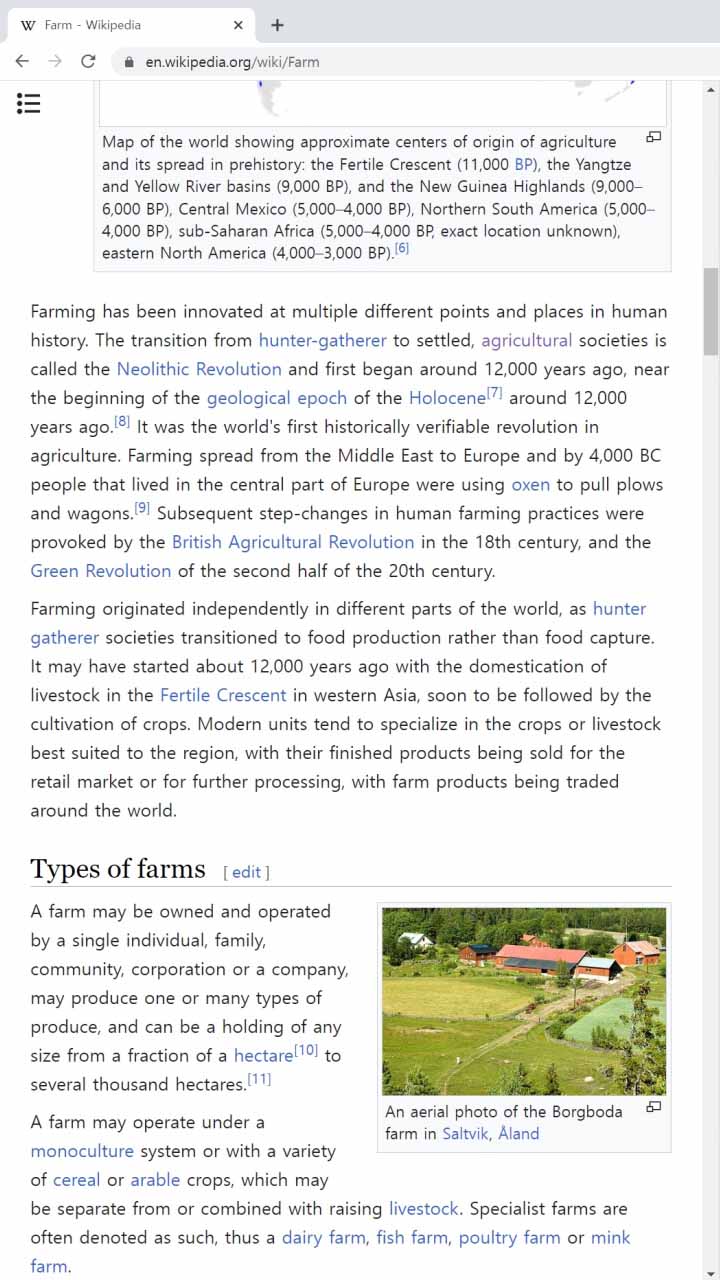 W Farm - Wikipedia
en.wikipedia.org/wiki/Farm
Map of the world showing approximate centers of origin of agriculture
and its spread in prehistory: the Fertile Crescent (11,000 BP), the Yangtze
and Yellow River basins (9,000 BP), and the New Guinea Highlands (9,000–
6,000 BP), Central Mexico (5,000–4,000 BP), Northern South America (5,000–
4,000 BP), sub-Saharan Africa (5,000–4,000 BP, exact location unknown),
eastern North America (4,000–3,000 BP).[6]
Farming has been innovated at multiple different points and places in human
history. The transition from hunter-gatherer to settled, agricultural societies is
called the Neolithic Revolution and first began around 12,000 years ago, near
the beginning of the geological epoch of the Holocene[7] around 12,000
years ago.[8] It was the world's first historically verifiable revolution in
agriculture. Farming spread from the Middle East to Europe and by 4,000 BC
people that lived in the central part of Europe were using oxen to pull plows
and wagons.[9] Subsequent step-changes in human farming practices were
provoked by the British Agricultural Revolution in the 18th century, and the
Green Revolution of the second half of the 20th century.
Farming originated independently in different parts of the world, as hunter
gatherer societies transitioned to food production rather than food capture.
It may have started about 12,000 years ago with the domestication of
livestock in the Fertile Crescent in western Asia, soon to be followed by the
cultivation of crops. Modern units tend to specialize in the crops or livestock
best suited to the region, with their finished products being sold for the
retail market or for further processing, with farm products being traded
around the world.
Types of farms [ edit ]
A farm may be owned and operated
by a single individual, family,
community, corporation or a company,
may produce one or many types of
produce, and can be a holding of any
size from a fraction of a hectare[10] to
several thousand hectares.[11]
An aerial photo of the Borgboda
farm in Saltvik, Åland
A farm may operate under a
monoculture system or with a variety
of cereal or arable crops, which may
be separate from or combined with raising livestock. Specialist farms are
often denoted as such, thus a dairy farm, fish farm, poultry farm or mink
farm.